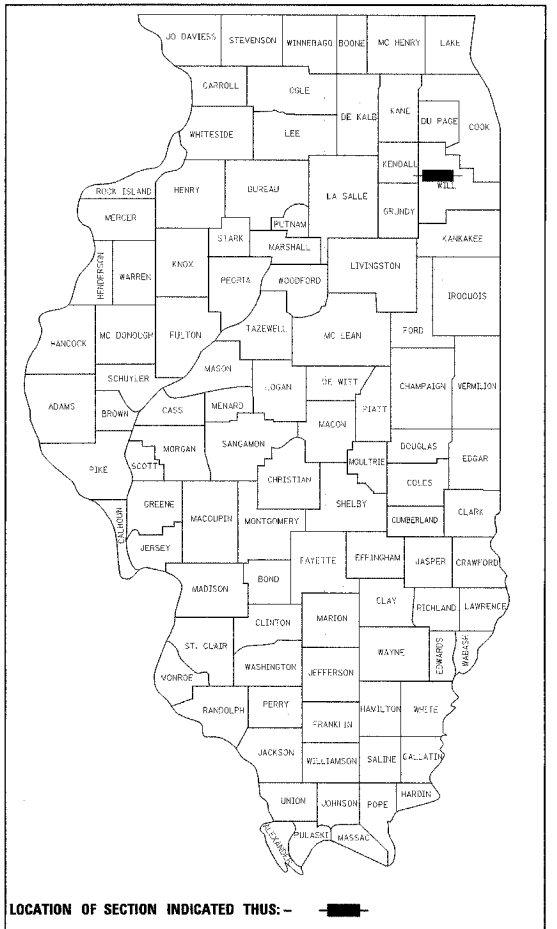 JO DAVIESS STEVENSON WINNEBAGO BOONE MC HENRY LAKE
CARROLL OGLE DE KALB KANE DU PAGE COOK
WHITESIDE LEE
KENDALL WILL
ROCK ISLAND HENRY BUREAU LA SALLE
MERCER PUTNAM GRUNDY
STARK MARSHALL KANKAKEE
HENDERSON WARREN KNOX PEORIA WOODFORD LIVINGSTON IROQUOIS
HANCOCK MC DONOUGH FULTON TAZEWELL MC LEAN FORD
SCHUYLER MASON LOGAN DE WITT CHAMPAIGN VERMILION
ADAMS BROWN CASS MENARD MACON PIATT
SANGAMON DOUGLAS EDGAR
PIKE SCOTT MORGAN CHRISTIAN MOULTRIE COLES
SHELBY
CALHOUN GREENE MACOUPIN MONTGOMERY CUMBERLAND CLARK
JERSEY FAYETTE EFFINGHAM JASPER CRAWFORD
MADISON BOND
CLAY RICHLAND LAWRENCE
CLINTON MARION
ST. CLAIR WAYNE EDWARDS WABASH
WASHINGTON JEFFERSON
MONROE
RANDOLPH PERRY HAMILTON WHITE
FRANKLIN
JACKSON WILLIAMSON SALINE GALLATIN
HARDIN
UNION JOHNSON POPE
ALEXANDER PULASKI MASSAC
LOCATION OF SECTION INDICATED THUS: –